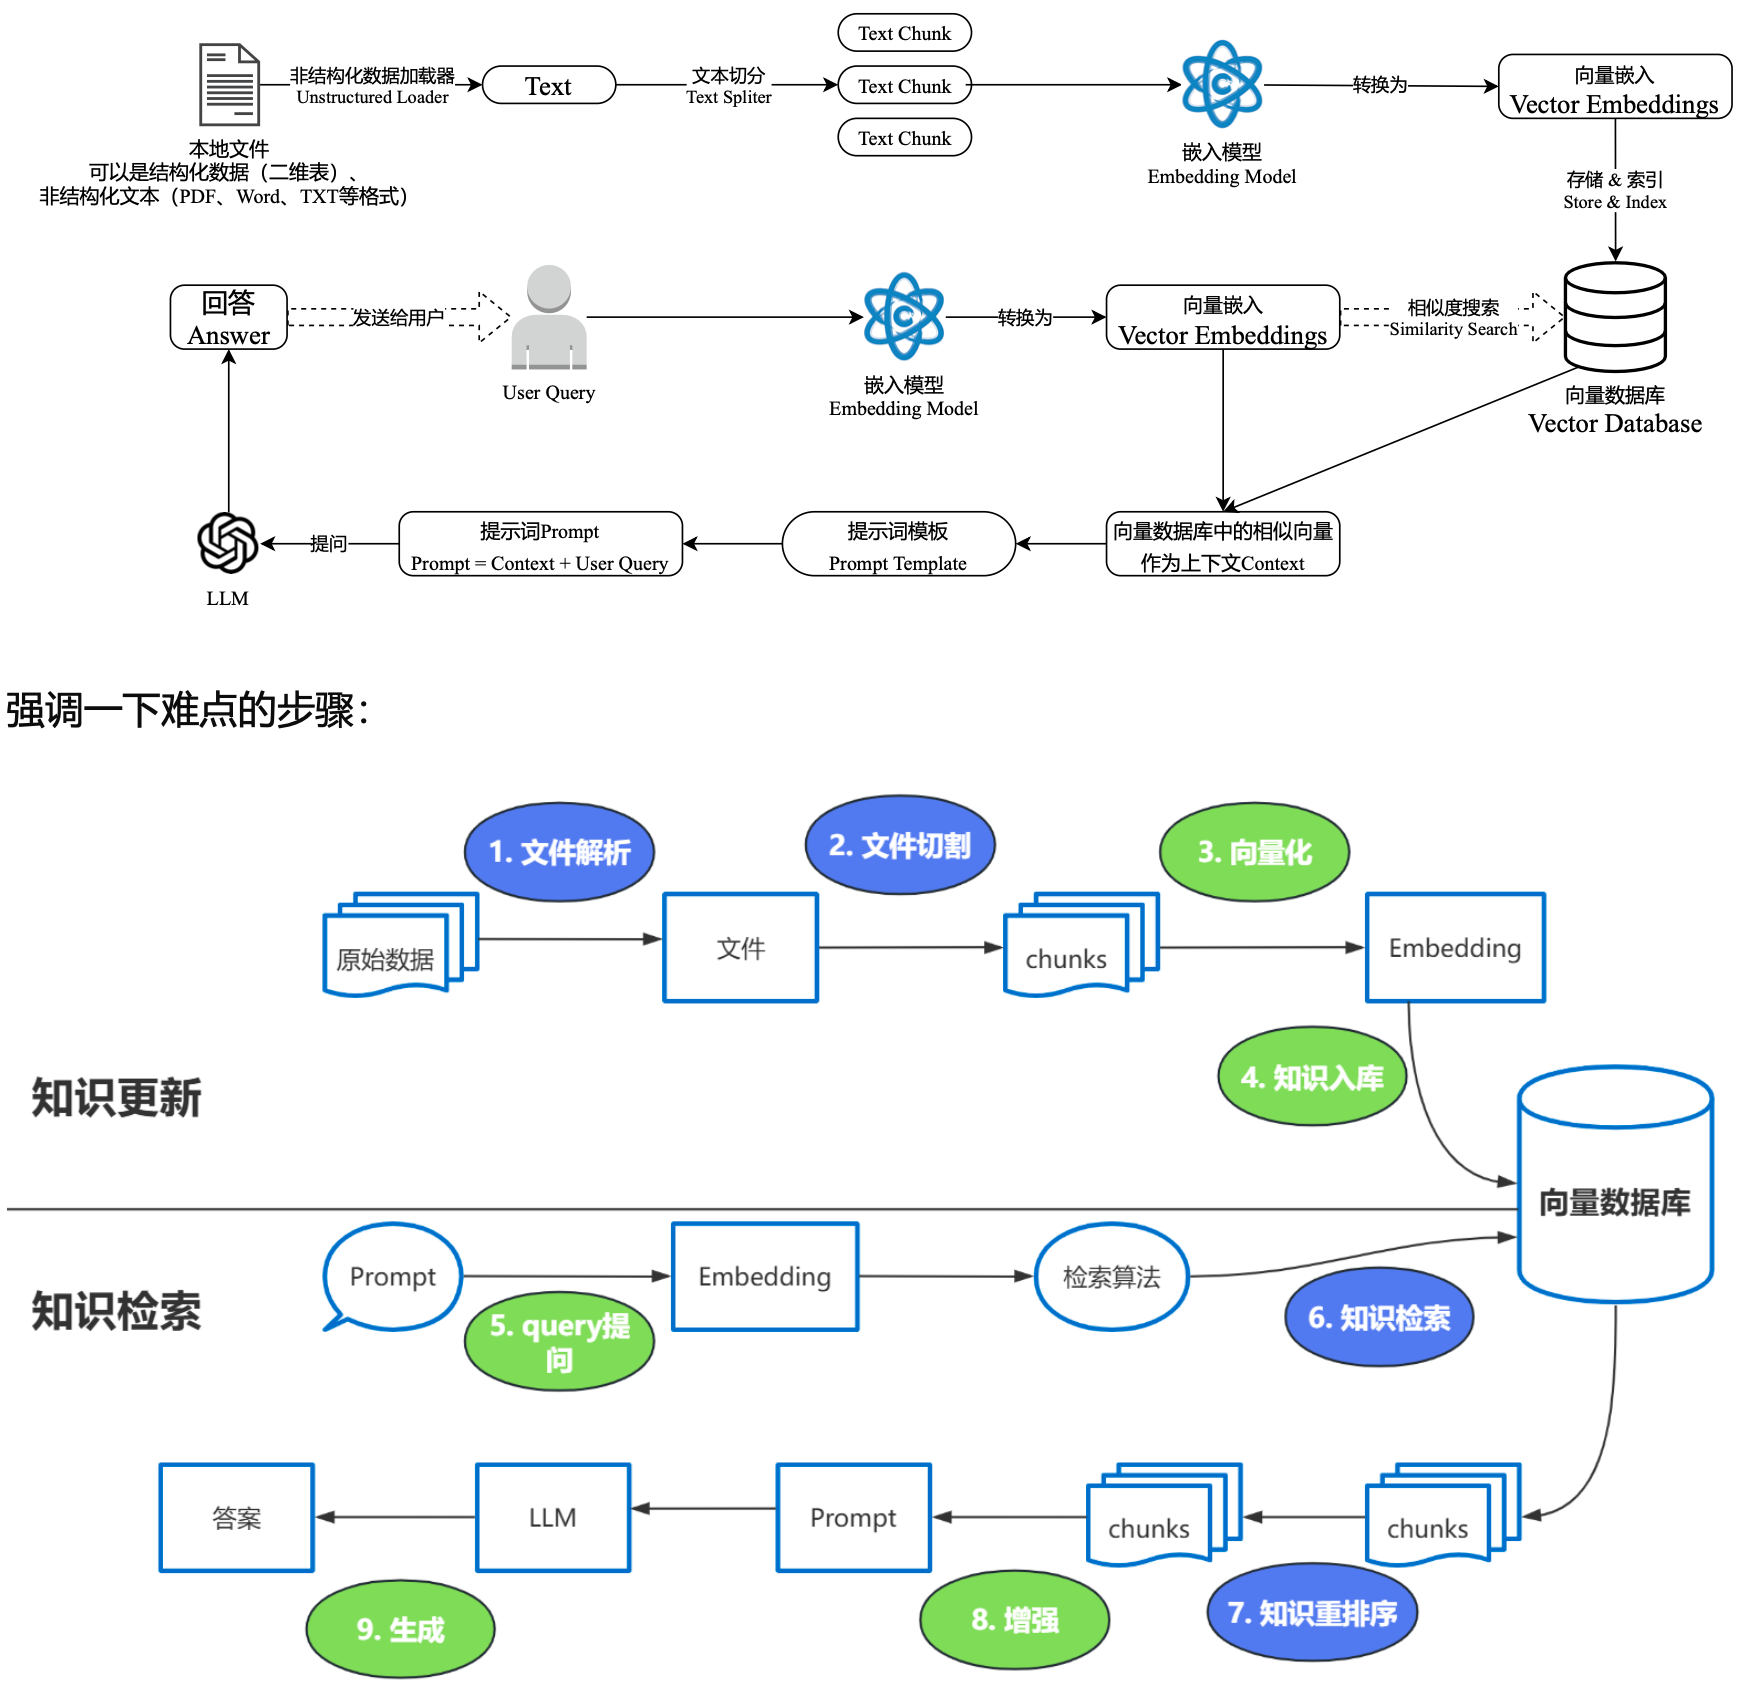 Text Chunk
非结构化数据加载器
Unstructured Loader
Text
文本切分
Text Spliter
Text Chunk
转换为
向量嵌入
Vector Embeddings
Text Chunk
本地文件
可以是结构化数据（二维表）、
非结构化文本（PDF、Word、TXT等格式）
嵌入模型
Embedding Model
存储 & 索引
Store & Index
回答
Answer
发送给用户
User Query
嵌入模型
Embedding Model
转换为
向量嵌入
Vector Embeddings
相似度搜索
Similarity Search
向量数据库
Vector Database
LLM
提问
提示词Prompt
Prompt = Context + User Query
提示词模板
Prompt Template
向量数据库中的相似向量
作为上下文Context
强调一下难点的步骤：
1. 文件解析
2. 文件切割
3. 向量化
原始数据
文件
chunks
Embedding
4. 知识入库
知识更新
向量数据库
知识检索
Prompt
Embedding
检索算法
5. query提
问
6. 知识检索
答案
LLM
Prompt
chunks
chunks
9. 生成
8. 增强
7. 知识重排序